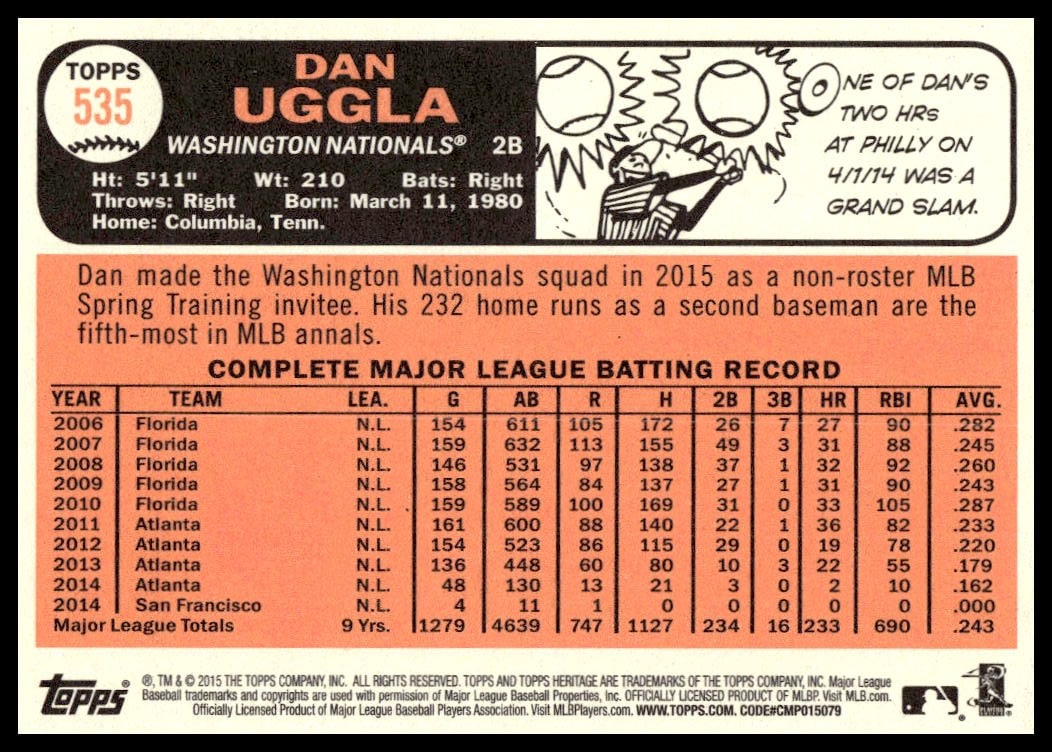 TOPPS
535
DAN
UGGLA
WASHINGTON NATIONALS® 2B
Ht: 5'11" Wt: 210 Bats: Right
Throws: Right Born: March 11, 1980
Home: Columbia, Tenn.
ONE OF DAN'S
TWO HRs
AT PHILLY ON
4/1/14 WAS A
GRAND SLAM.
Dan made the Washington Nationals squad in 2015 as a non-roster MLB
Spring Training invitee. His 232 home runs as a second baseman are the
fifth-most in MLB annals.
COMPLETE MAJOR LEAGUE BATTING RECORD
YEAR TEAM LEA. G AB R H 2B 3B HR RBI AVG.
2006 Florida N.L. 154 611 105 172 26 7 27 90 .282
2007 Florida N.L. 159 632 113 155 49 3 31 88 .245
2008 Florida N.L. 146 531 97 138 37 1 32 92 .260
2009 Florida N.L. 158 564 84 137 27 1 31 90 .243
2010 Florida N.L. 159 589 100 169 31 0 33 105 .287
2011 Atlanta N.L. 161 600 88 140 22 1 36 82 .233
2012 Atlanta N.L. 154 523 86 115 29 0 19 78 .220
2013 Atlanta N.L. 136 448 60 80 10 3 22 55 .179
2014 Atlanta N.L. 48 130 13 21 3 0 2 10 .162
2014 San Francisco N.L. 4 11 1 0 0 0 0 0 .000
Major League Totals 9 Yrs. 1279 4639 747 1127 234 16 233 690 .243
topps®
®, TM & © 2015 THE TOPPS COMPANY, INC. ALL RIGHTS RESERVED. TOPPS AND TOPPS HERITAGE ARE TRADEMARKS OF THE TOPPS COMPANY, INC. Major League
Baseball trademarks and copyrights are used with permission of Major League Baseball Properties, Inc. OFFICIALLY LICENSED PRODUCT OF MLBP. Visit MLB.com.
Officially Licensed Product of Major League Baseball Players Association. Visit MLBPlayers.com. WWW.TOPPS.COM. CODE#CMP015079